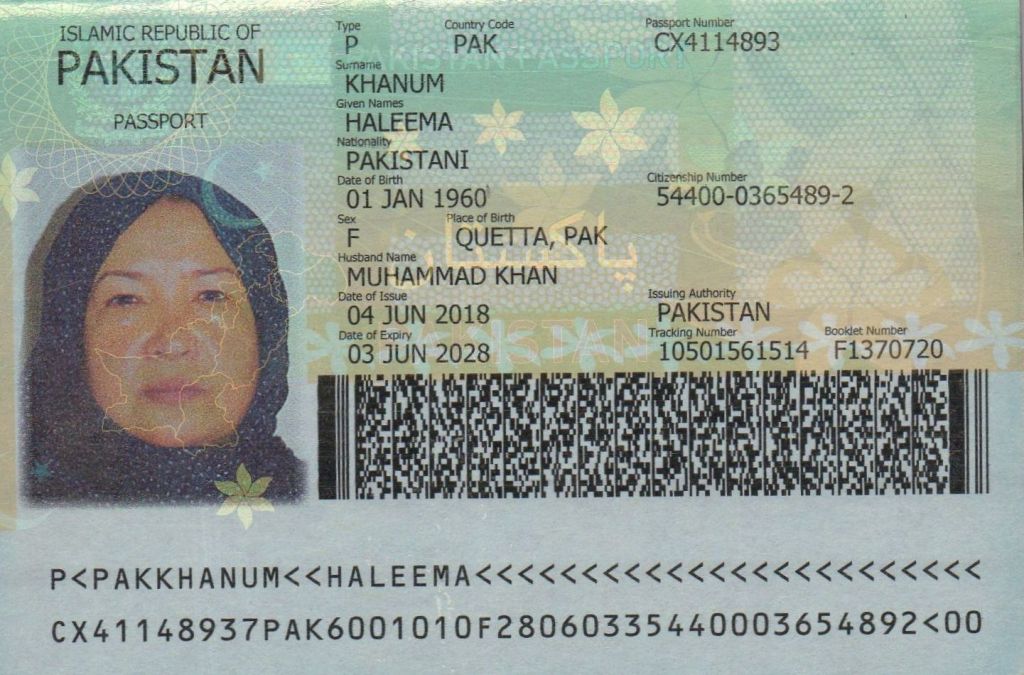 ISLAMIC REPUBLIC OF
PAKISTAN
PASSPORT
Type Country Code Passport Number
P PAK CX4114893
PAKISTAN PASSPORT
Surname
KHANUM
Given Names
HALEEMA
Nationality
PAKISTANI
Date of Birth Citizenship Number
01 JAN 1960 54400-0365489-2
Sex Place of Birth
F QUETTA, PAK
پاکستان
Husband Name
MUHAMMAD KHAN
Date of Issue Issuing Authority
04 JUN 2018 PAKISTAN
Date of Expiry Tracking Number Booklet Number
03 JUN 2028 10501561514 F1370720
P<PAKKHANUM<<HALEEMA<<<<<<<<<<<<<<<<<<<<<<<<
CX41148937PAK6001010F28060335440003654892<00